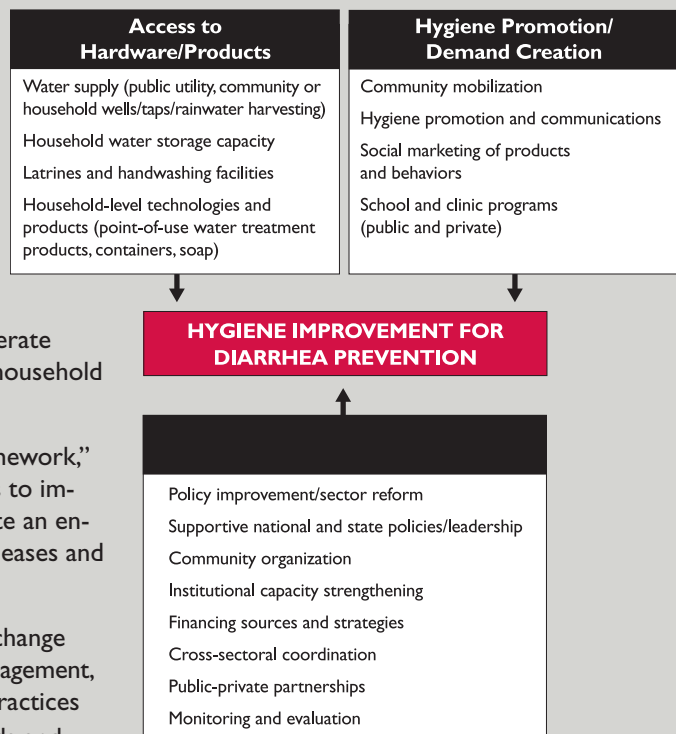 Access to
Hardware/Products
Water supply (public utility, community or
household wells/taps/rainwater harvesting)
Household water storage capacity
Latrines and handwashing facilities
Household-level technologies and
products (point-of-use water treatment
products, containers, soap)
Hygiene Promotion/
Demand Creation
Community mobilization
Hygiene promotion and communications
Social marketing of products
and behaviors
School and clinic programs
(public and private)
HYGIENE IMPROVEMENT FOR
DIARRHEA PREVENTION
Policy improvement/sector reform
Supportive national and state policies/leadership
Community organization
Institutional capacity strengthening
Financing sources and strategies
Cross-sectoral coordination
Public-private partnerships
Monitoring and evaluation
erate
household
nework,”
to im-
te an en-
eases and
change
agement,
ractices